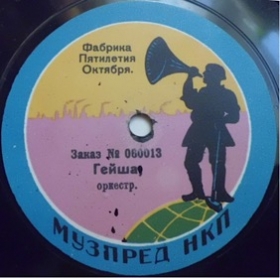 Фабрика
Пятилетия
Октября.
Заказ № 060013
Гейша
оркестр.
МУЗПРЕД НКП